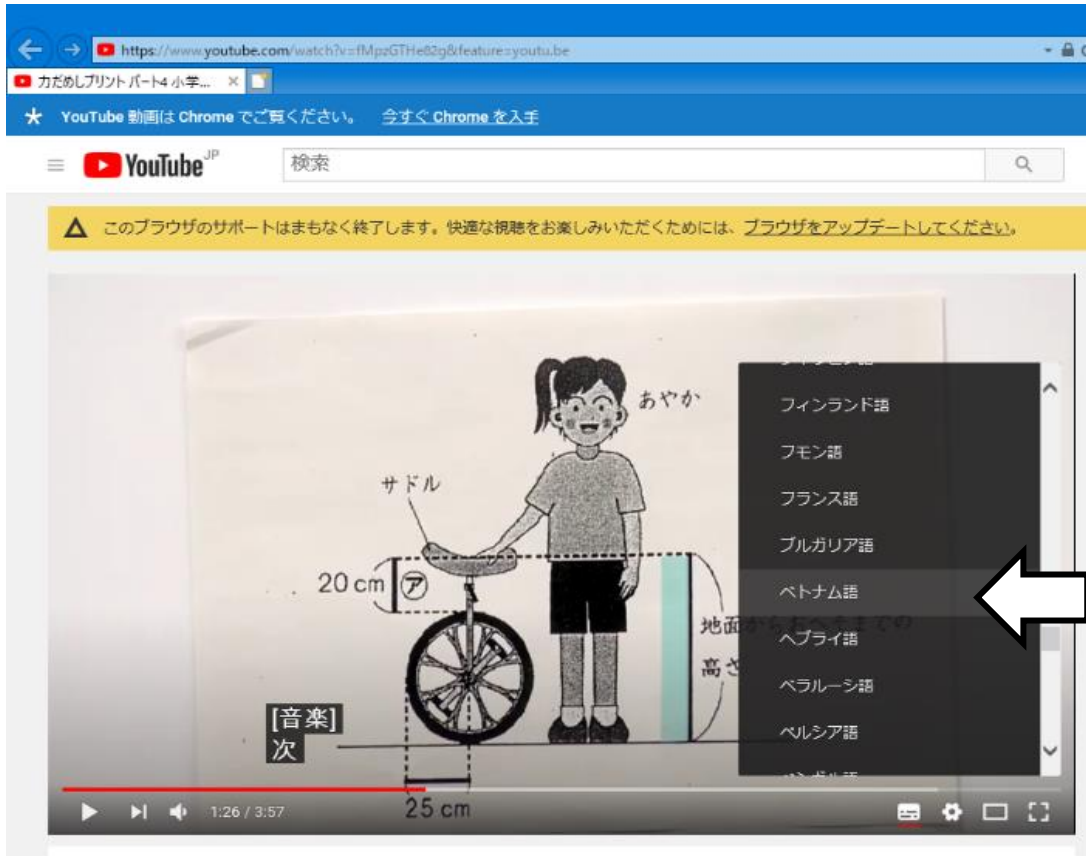 https://www.youtube.com/watch?v=fMpzGTHe82g&feature=youtu.be
力だめしプリント パート4 小学...
YouTube 動画は Chrome でご覧ください。 今すぐ Chrome を入手
YouTube JP
検索
このブラウザのサポートはまもなく終了します。快適な視聴をお楽しみいただくためには、ブラウザをアップデートしてください。
あやか
サドル
20 cm ㋐
地面からおへそまでの
高さ
25 cm
[音楽]
次
フィンランド語
フモン語
フランス語
ブルガリア語
ベトナム語
ヘブライ語
ベラルーシ語
ペルシア語
1:26 / 3:57